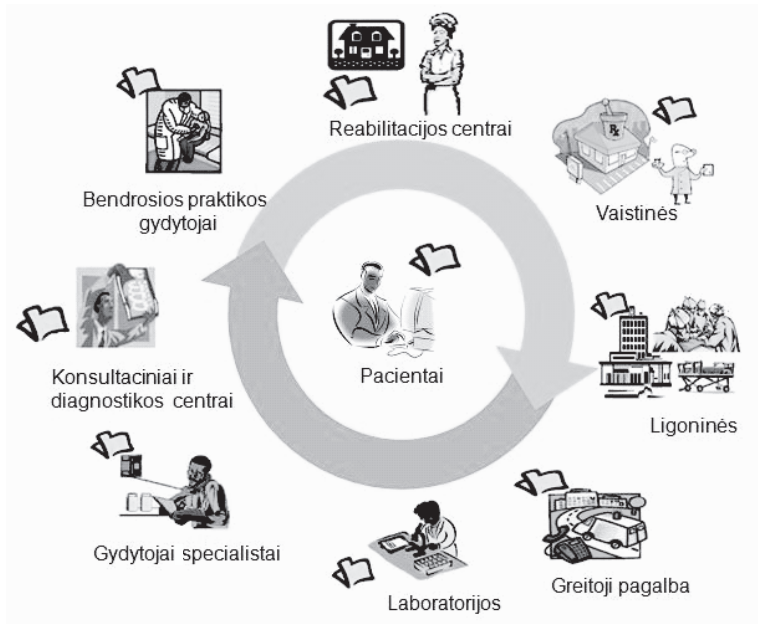 Reabilitacijos centrai
Vaistinės
Ligoninės
Greitoji pagalba
Laboratorijos
Gydytojai specialistai
Konsultaciniai ir
diagnostikos centrai
Bendrosios praktikos
gydytojai
Pacientai